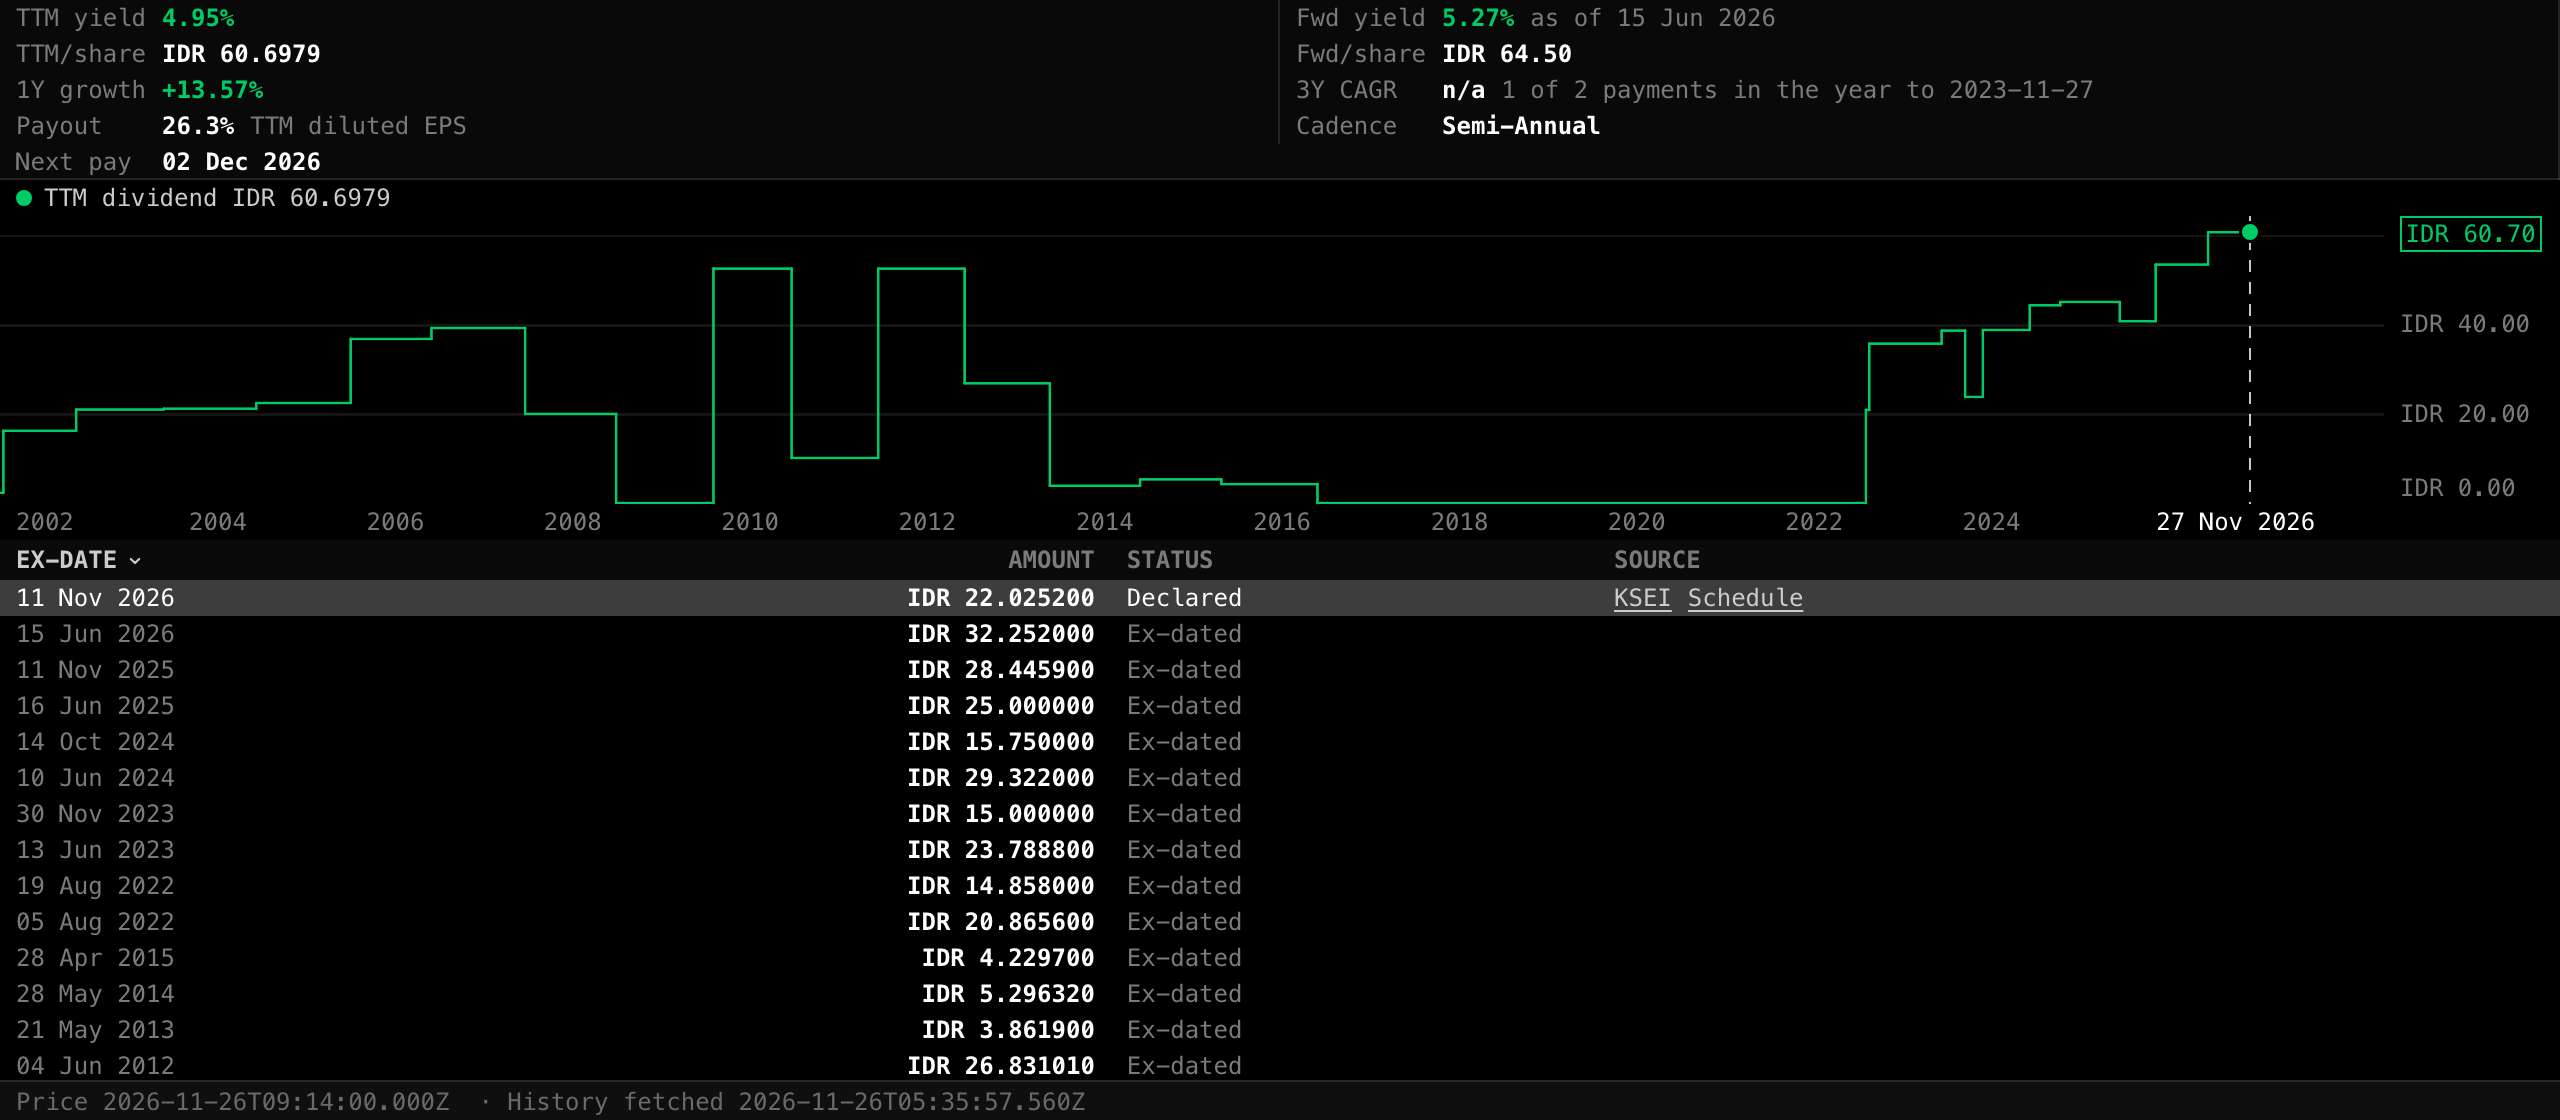 TTM yield 4.95%
TTM/share IDR 60.6979
1Y growth +13.57%
Payout 26.3% TTM diluted EPS
Next pay 02 Dec 2026
Fwd yield 5.27% as of 15 Jun 2026
Fwd/share IDR 64.50
3Y CAGR n/a 1 of 2 payments in the year to 2023-11-27
Cadence Semi-Annual
TTM dividend IDR 60.6979
IDR 60.70
IDR 40.00
IDR 20.00
IDR 0.00
2002 2004 2006 2008 2010 2012 2014 2016 2018 2020 2022 2024 27 Nov 2026
EX-DATE AMOUNT STATUS SOURCE
11 Nov 2026 IDR 22.025200 Declared KSEI Schedule
15 Jun 2026 IDR 32.252000 Ex-dated
11 Nov 2025 IDR 28.445900 Ex-dated
16 Jun 2025 IDR 25.000000 Ex-dated
14 Oct 2024 IDR 15.750000 Ex-dated
10 Jun 2024 IDR 29.322000 Ex-dated
30 Nov 2023 IDR 15.000000 Ex-dated
13 Jun 2023 IDR 23.788800 Ex-dated
19 Aug 2022 IDR 14.858000 Ex-dated
05 Aug 2022 IDR 20.865600 Ex-dated
28 Apr 2015 IDR 4.229700 Ex-dated
28 May 2014 IDR 5.296320 Ex-dated
21 May 2013 IDR 3.861900 Ex-dated
04 Jun 2012 IDR 26.831010 Ex-dated
Price 2026-11-26T09:14:00.000Z · History fetched 2026-11-26T05:35:57.560Z